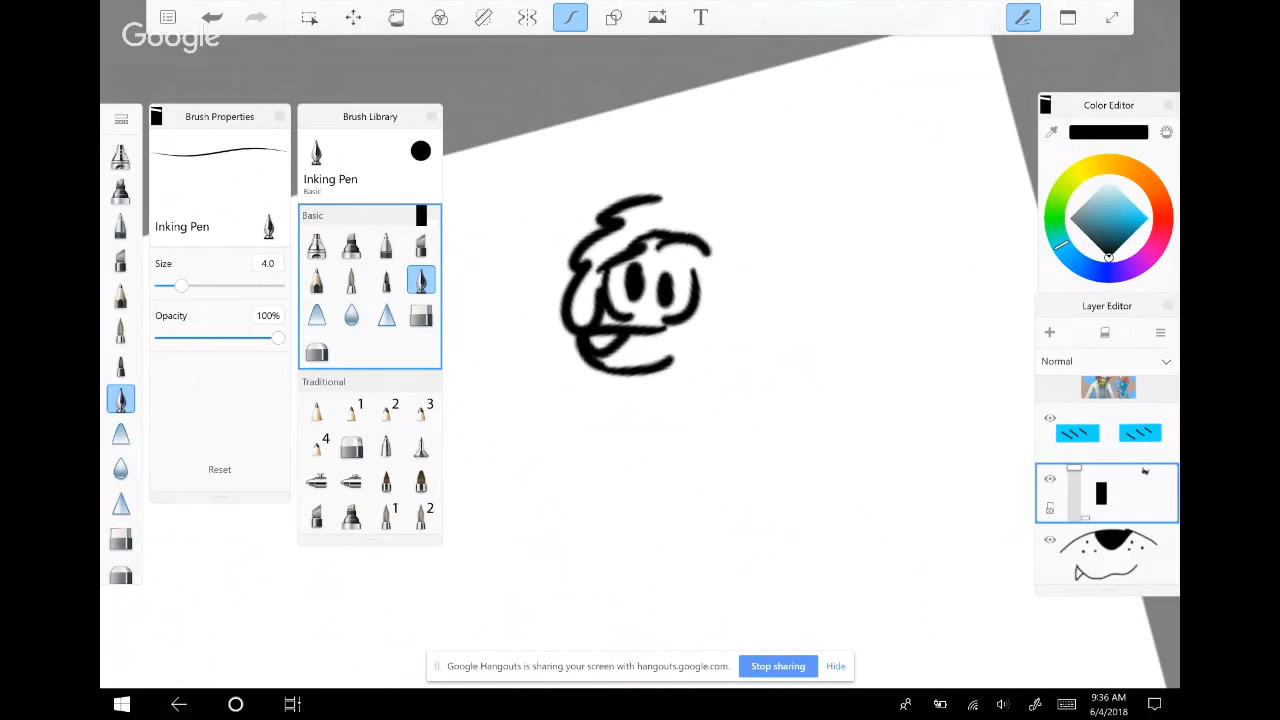 T
Google
Brush Properties
Inking Pen
Size
4.0
Opacity
100%
Reset
Brush Library
Inking Pen
Basic
Basic
Traditional
1
2
3
4
1
2
Color Editor
Layer Editor
Normal
Google Hangouts is sharing your screen with hangouts.google.com.
Stop sharing
Hide
9:36 AM
6/4/2018